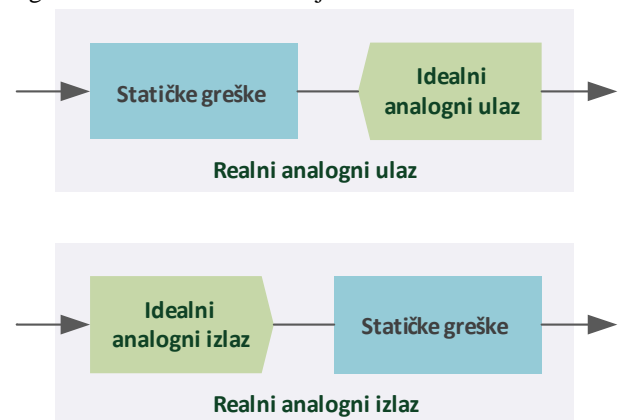 Statičke greške
Idealni
analogni ulaz
Realni analogni ulaz
Idealni
analogni izlaz
Statičke greške
Realni analogni izlaz